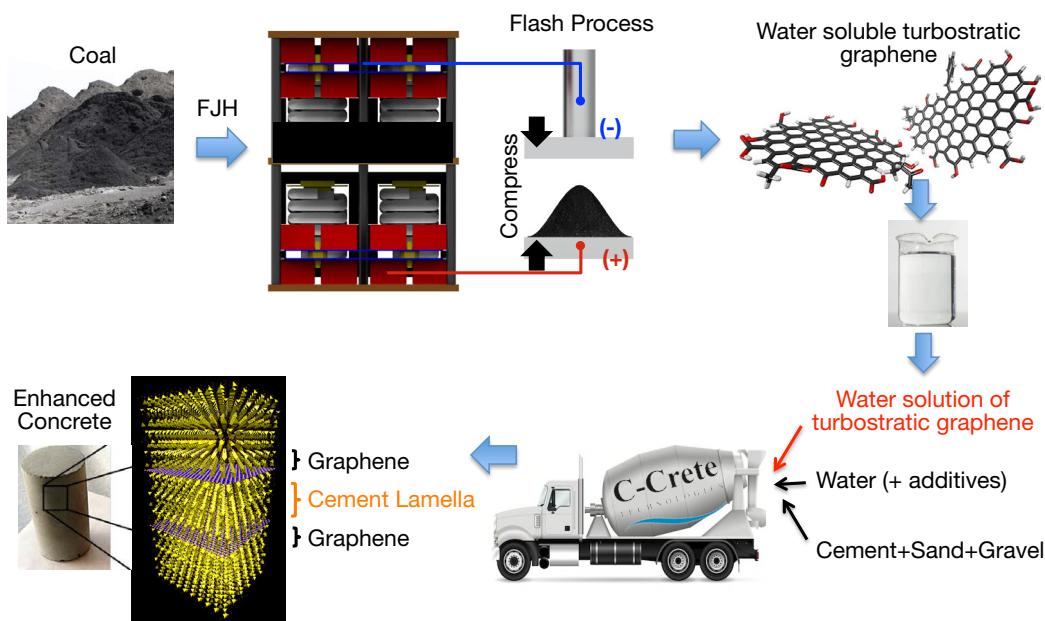 Coal
FJH
Flash Process
(-)
Compress
(+)
Water soluble turbostratic
graphene
Water solution of
turbostratic graphene
Water (+ additives)
Cement+Sand+Gravel
C-Crete
TECHNOLOGIES
Enhanced
Concrete
Graphene
Cement Lamella
Graphene